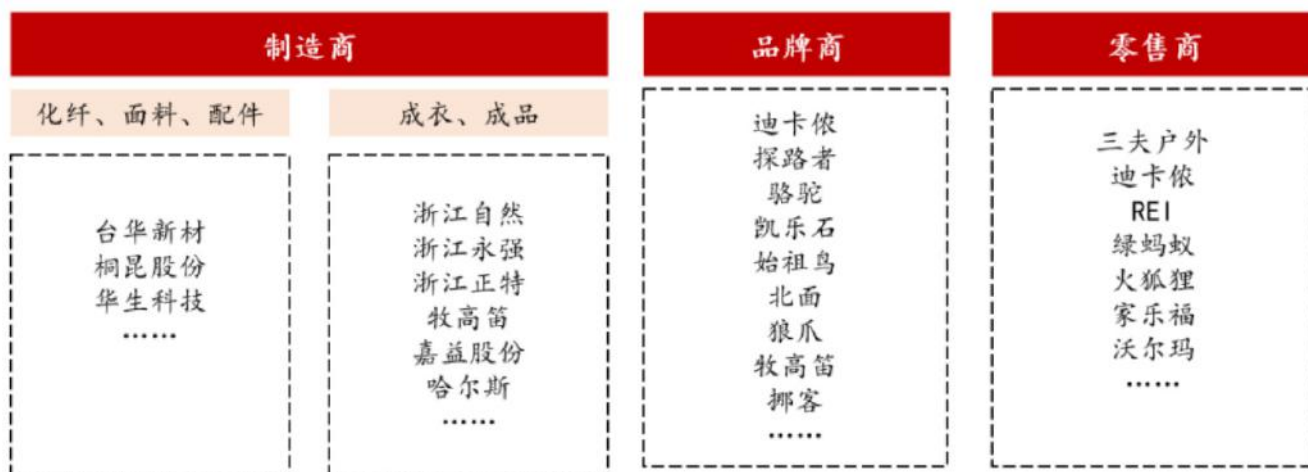 制造商
化纤、面料、配件
台华新材
桐昆股份
华生科技
……
成衣、成品
浙江自然
浙江永强
浙江正特
牧高笛
嘉益股份
哈尔斯
……
品牌商
迪卡侬
探路者
骆驼
凯乐石
始祖鸟
北面
狼爪
牧高笛
挪客
……
零售商
三夫户外
迪卡侬
REI
绿蚂蚁
火狐狸
家乐福
沃尔玛
……